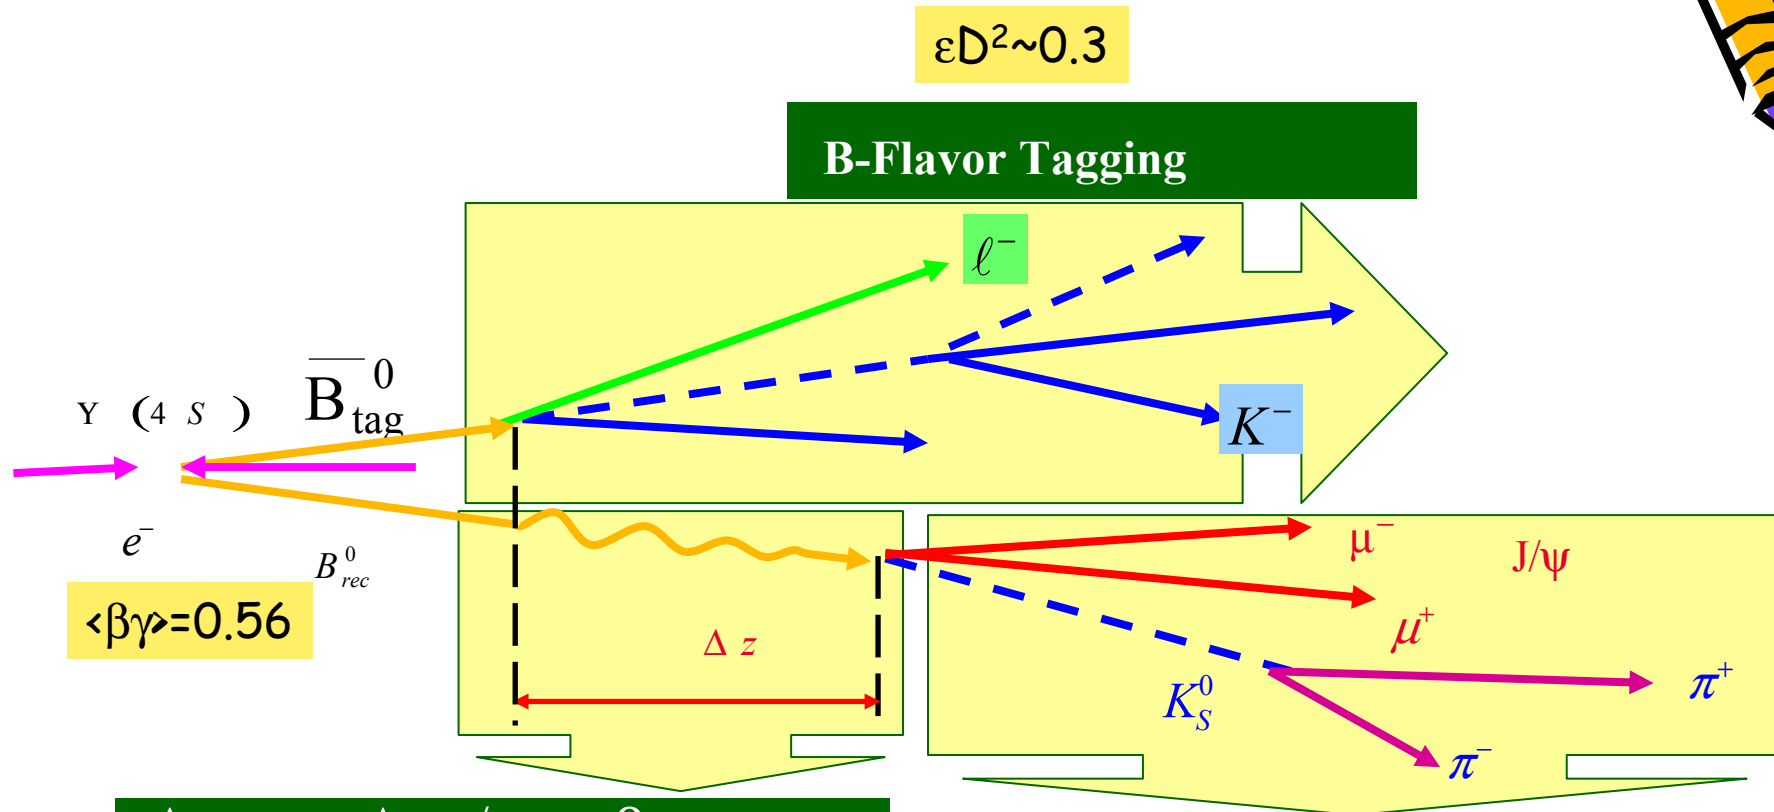 εD²~0.3
B-Flavor Tagging
ℓ⁻
B̅⁰tag
Υ (4 S )
K⁻
e⁻
B⁰rec
<βγ>=0.56
Δ z
μ⁻
J/ψ
μ⁺
K⁰S
π⁺
π⁻